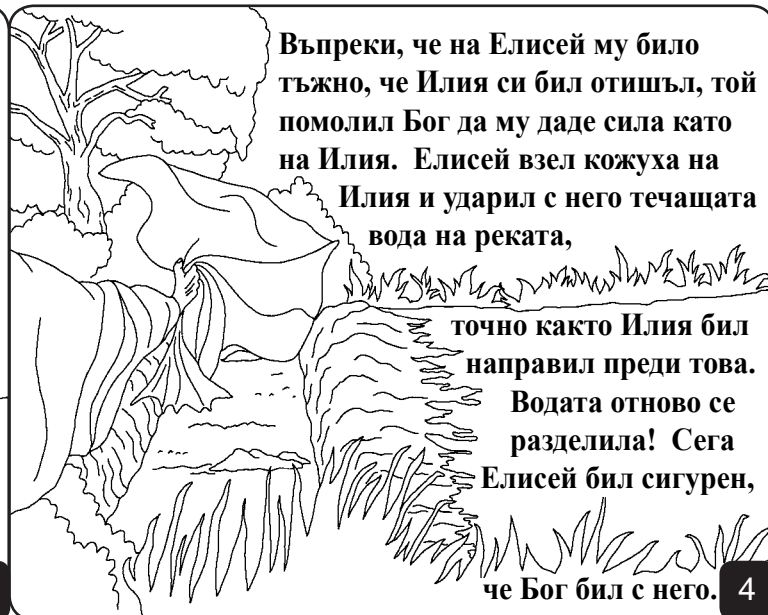 Въпреки, че на Елисей му било
тъжно, че Илия си бил отишъл, той
помолил Бог да му даде сила като
на Илия. Елисей взел кожуха на
Илия и ударил с него течащата
вода на реката,
точно както Илия бил
направил преди това.
Водата отново се
разделила! Сега
Елисей бил сигурен,
че Бог бил с него.
4